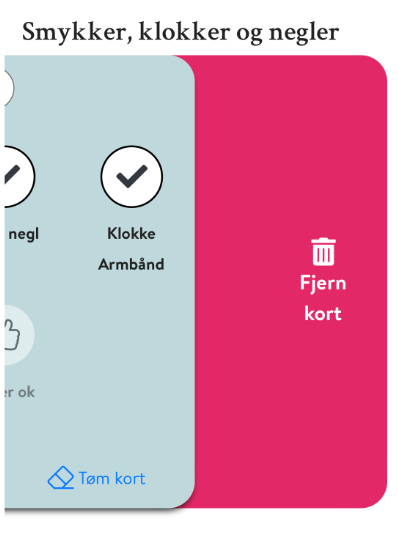 Smykker, klokker og negler
negl
Klokke
Armbånd
Fjern
kort
er ok
Tøm kort